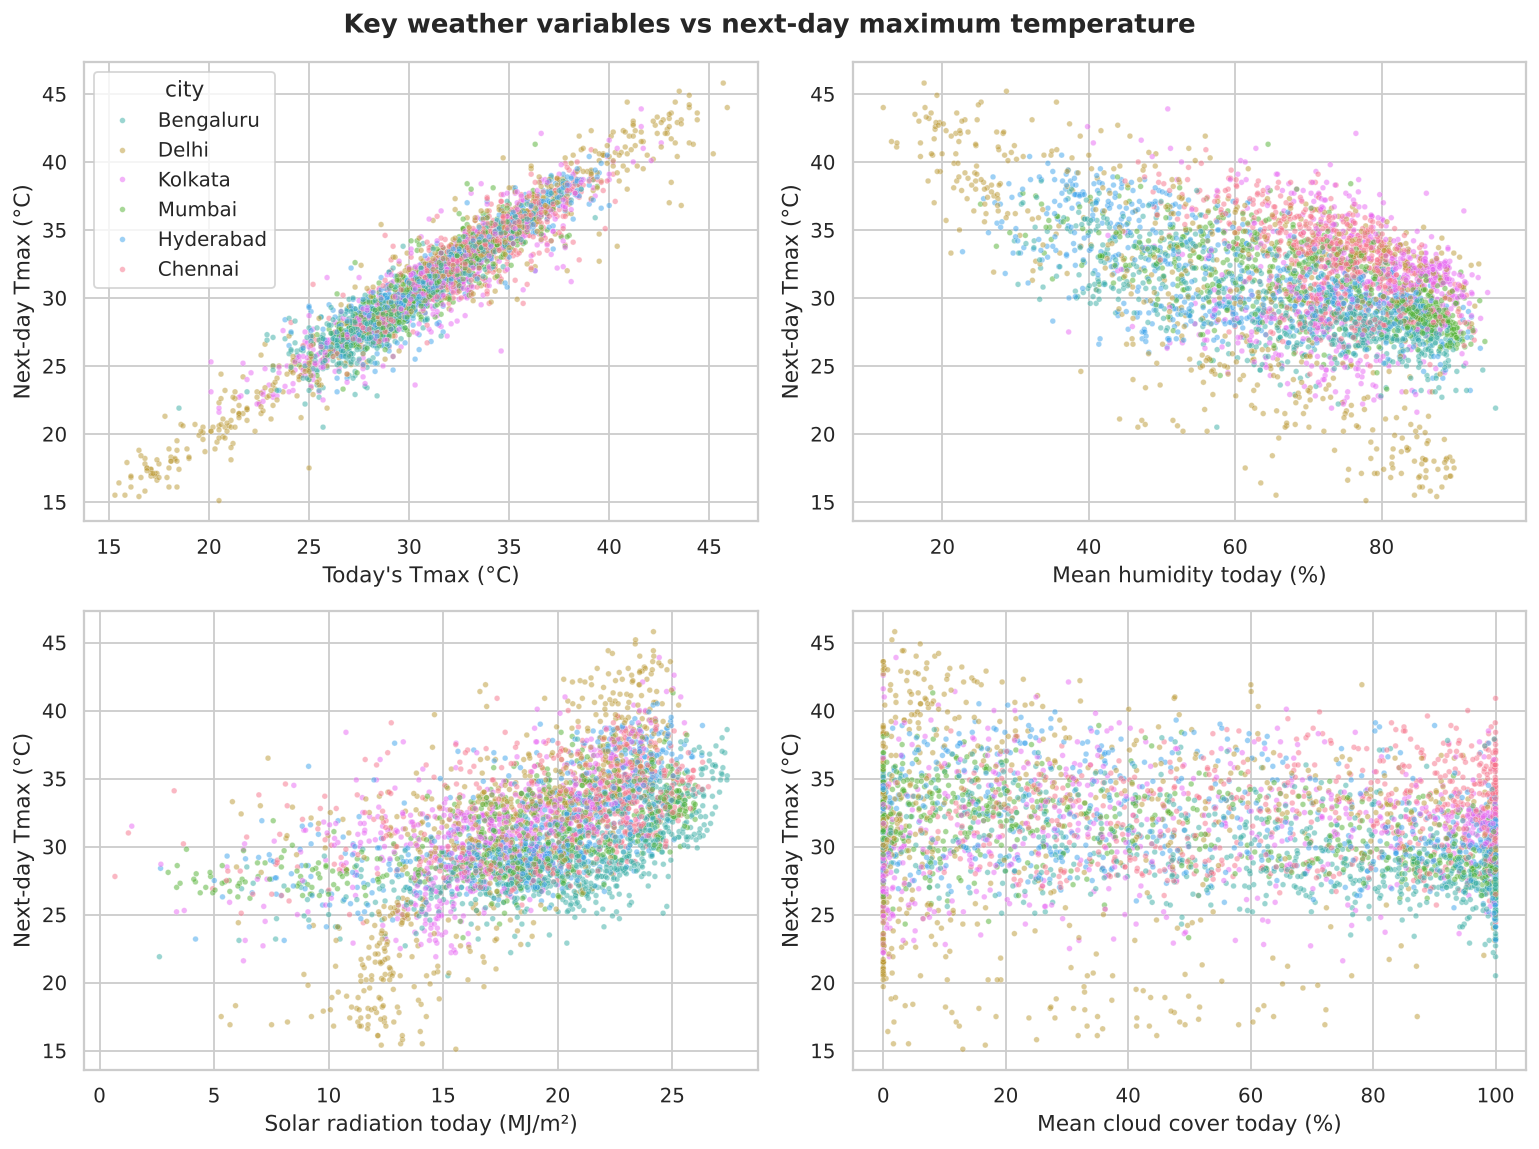 Key weather variables vs next-day maximum temperature
city
Bengaluru
Delhi
Kolkata
Mumbai
Hyderabad
Chennai
45
40
35
30
25
20
15
Next-day Tmax (°C)
15 20 25 30 35 40 45
Today's Tmax (°C)
45
40
35
30
25
20
15
Next-day Tmax (°C)
20 40 60 80
Mean humidity today (%)
45
40
35
30
25
20
15
Next-day Tmax (°C)
0 5 10 15 20 25
Solar radiation today (MJ/m²)
45
40
35
30
25
20
15
Next-day Tmax (°C)
0 20 40 60 80 100
Mean cloud cover today (%)